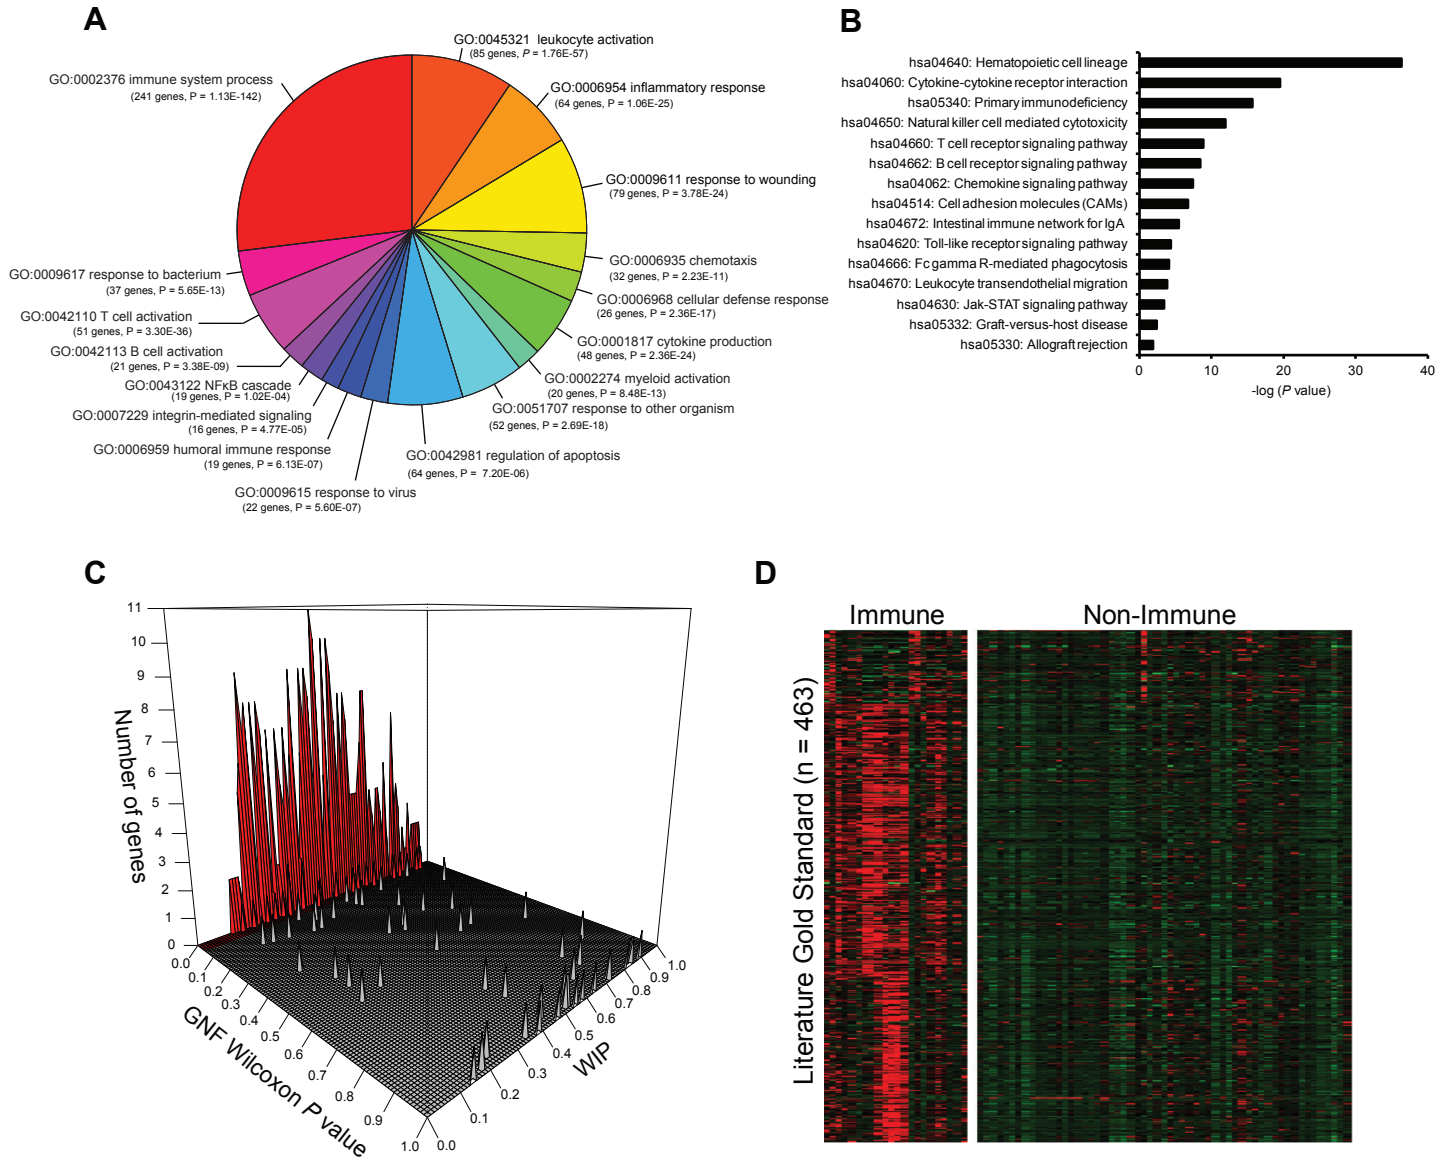 A
GO:0045321 leukocyte activation
(85 genes, P = 1.76E-57)
GO:0006954 inflammatory response
(64 genes, P = 1.06E-25)
GO:0009611 response to wounding
(79 genes, P = 3.78E-24)
GO:0006935 chemotaxis
(32 genes, P = 2.23E-11)
GO:0006968 cellular defense response
(26 genes, P = 2.36E-17)
GO:0001817 cytokine production
(48 genes, P = 2.36E-24)
GO:0002274 myeloid activation
(20 genes, P = 8.48E-13)
GO:0051707 response to other organism
(52 genes, P = 2.69E-18)
GO:0042981 regulation of apoptosis
(64 genes, P = 7.20E-06)
GO:0009615 response to virus
(22 genes, P = 5.60E-07)
GO:0006959 humoral immune response
(19 genes, P = 6.13E-07)
GO:0007229 integrin-mediated signaling
(16 genes, P = 4.77E-05)
GO:0043122 NFκB cascade
(19 genes, P = 1.02E-04)
GO:0042113 B cell activation
(21 genes, P = 3.38E-09)
GO:0042110 T cell activation
(51 genes, P = 3.30E-36)
GO:0009617 response to bacterium
(37 genes, P = 5.65E-13)
GO:0002376 immune system process
(241 genes, P = 1.13E-142)
B
hsa04640: Hematopoietic cell lineage
hsa04060: Cytokine-cytokine receptor interaction
hsa05340: Primary immunodeficiency
hsa04650: Natural killer cell mediated cytotoxicity
hsa04660: T cell receptor signaling pathway
hsa04662: B cell receptor signaling pathway
hsa04062: Chemokine signaling pathway
hsa04514: Cell adhesion molecules (CAMs)
hsa04672: Intestinal immune network for IgA
hsa04620: Toll-like receptor signaling pathway
hsa04666: Fc gamma R-mediated phagocytosis
hsa04670: Leukocyte transendothelial migration
hsa04630: Jak-STAT signaling pathway
hsa05332: Graft-versus-host disease
hsa05330: Allograft rejection
0 10 20 30 40
-log (P value)
C
11
10
9
8
7
6
5
4
3
2
1
0
Number of genes
0.0
0.1
0.2
0.3
0.4
0.5
0.6
0.7
0.8
0.9
1.0
GNF Wilcoxon P value
0.0
0.1
0.2
0.3
0.4
0.5
0.6
0.7
0.8
0.9
1.0
WIP
D
Immune Non-Immune
Literature Gold Standard (n = 463)